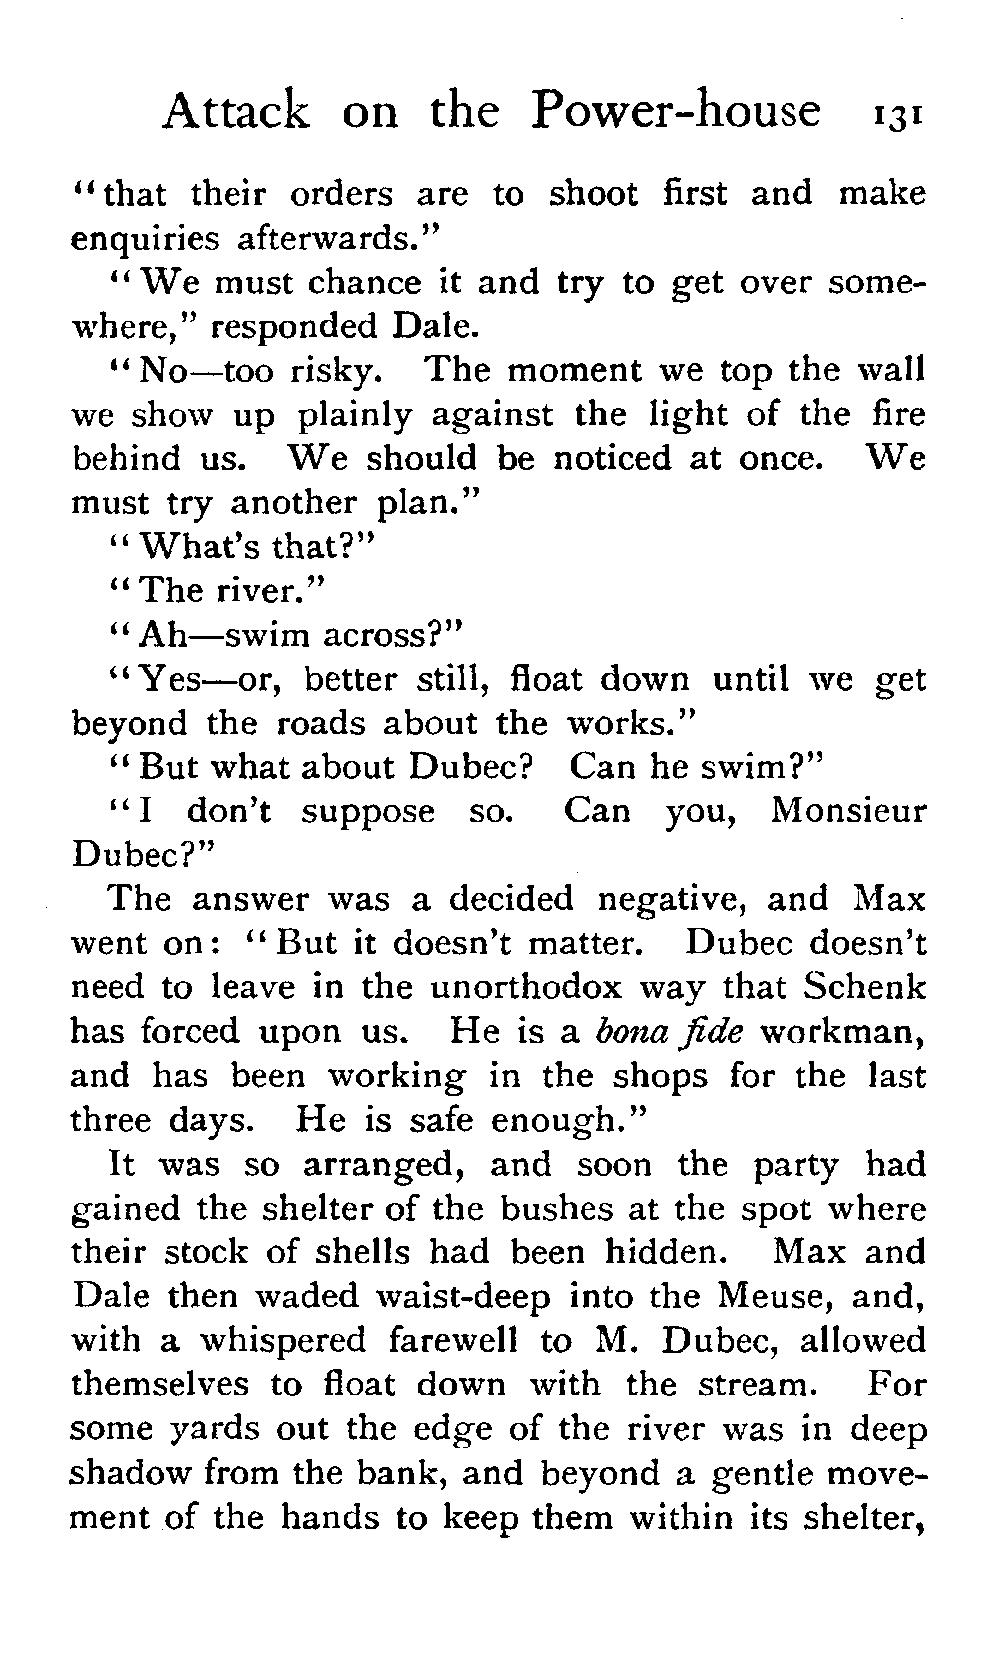 Attack on the Power-house 131
"that their orders are to shoot first and make
enquiries afterwards."
"We must chance it and try to get over some-
where," responded Dale.
"No—too risky. The moment we top the wall
we show up plainly against the light of the fire
behind us. We should be noticed at once. We
must try another plan."
"What's that?"
"The river."
"Ah—swim across?"
"Yes—or, better still, float down until we get
beyond the roads about the works."
"But what about Dubec? Can he swim?"
"I don't suppose so. Can you, Monsieur
Dubec?"
The answer was a decided negative, and Max
went on: "But it doesn't matter. Dubec doesn't
need to leave in the unorthodox way that Schenk
has forced upon us. He is a bona fide workman,
and has been working in the shops for the last
three days. He is safe enough."
It was so arranged, and soon the party had
gained the shelter of the bushes at the spot where
their stock of shells had been hidden. Max and
Dale then waded waist-deep into the Meuse, and,
with a whispered farewell to M. Dubec, allowed
themselves to float down with the stream. For
some yards out the edge of the river was in deep
shadow from the bank, and beyond a gentle move-
ment of the hands to keep them within its shelter,